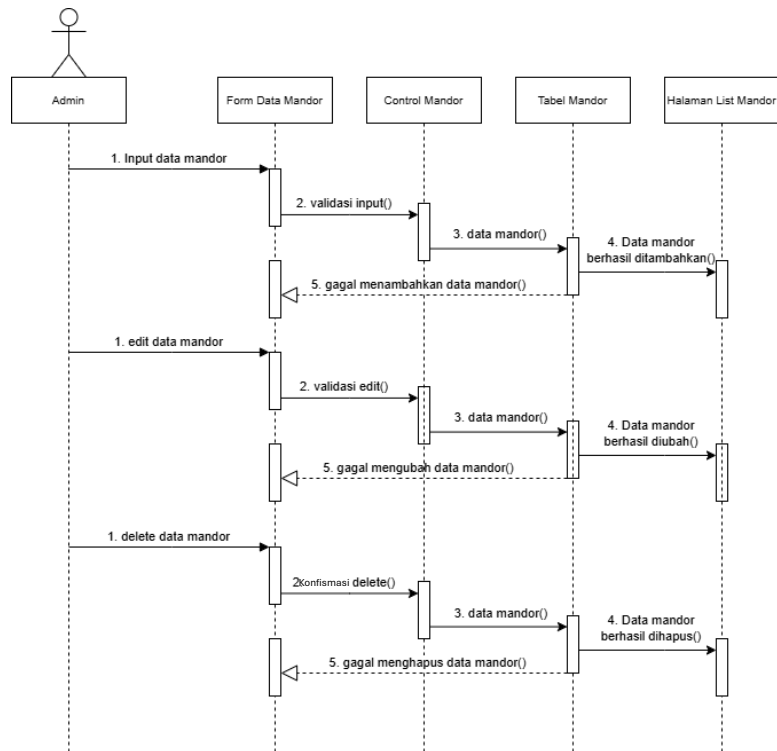 Admin
Form Data Mandor
Control Mandor
Tabel Mandor
Halaman List Mandor
1. Input data mandor
2. validasi input()
3. data mandor()
4. Data mandor
berhasil ditambahkan()
5. gagal menambahkan data mandor()
1. edit data mandor
2. validasi edit()
3. data mandor()
4. Data mandor
berhasil diubah()
5. gagal mengubah data mandor()
1. delete data mandor
2.Konfismasi delete()
3. data mandor()
4. Data mandor
berhasil dihapus()
5. gagal menghapus data mandor()